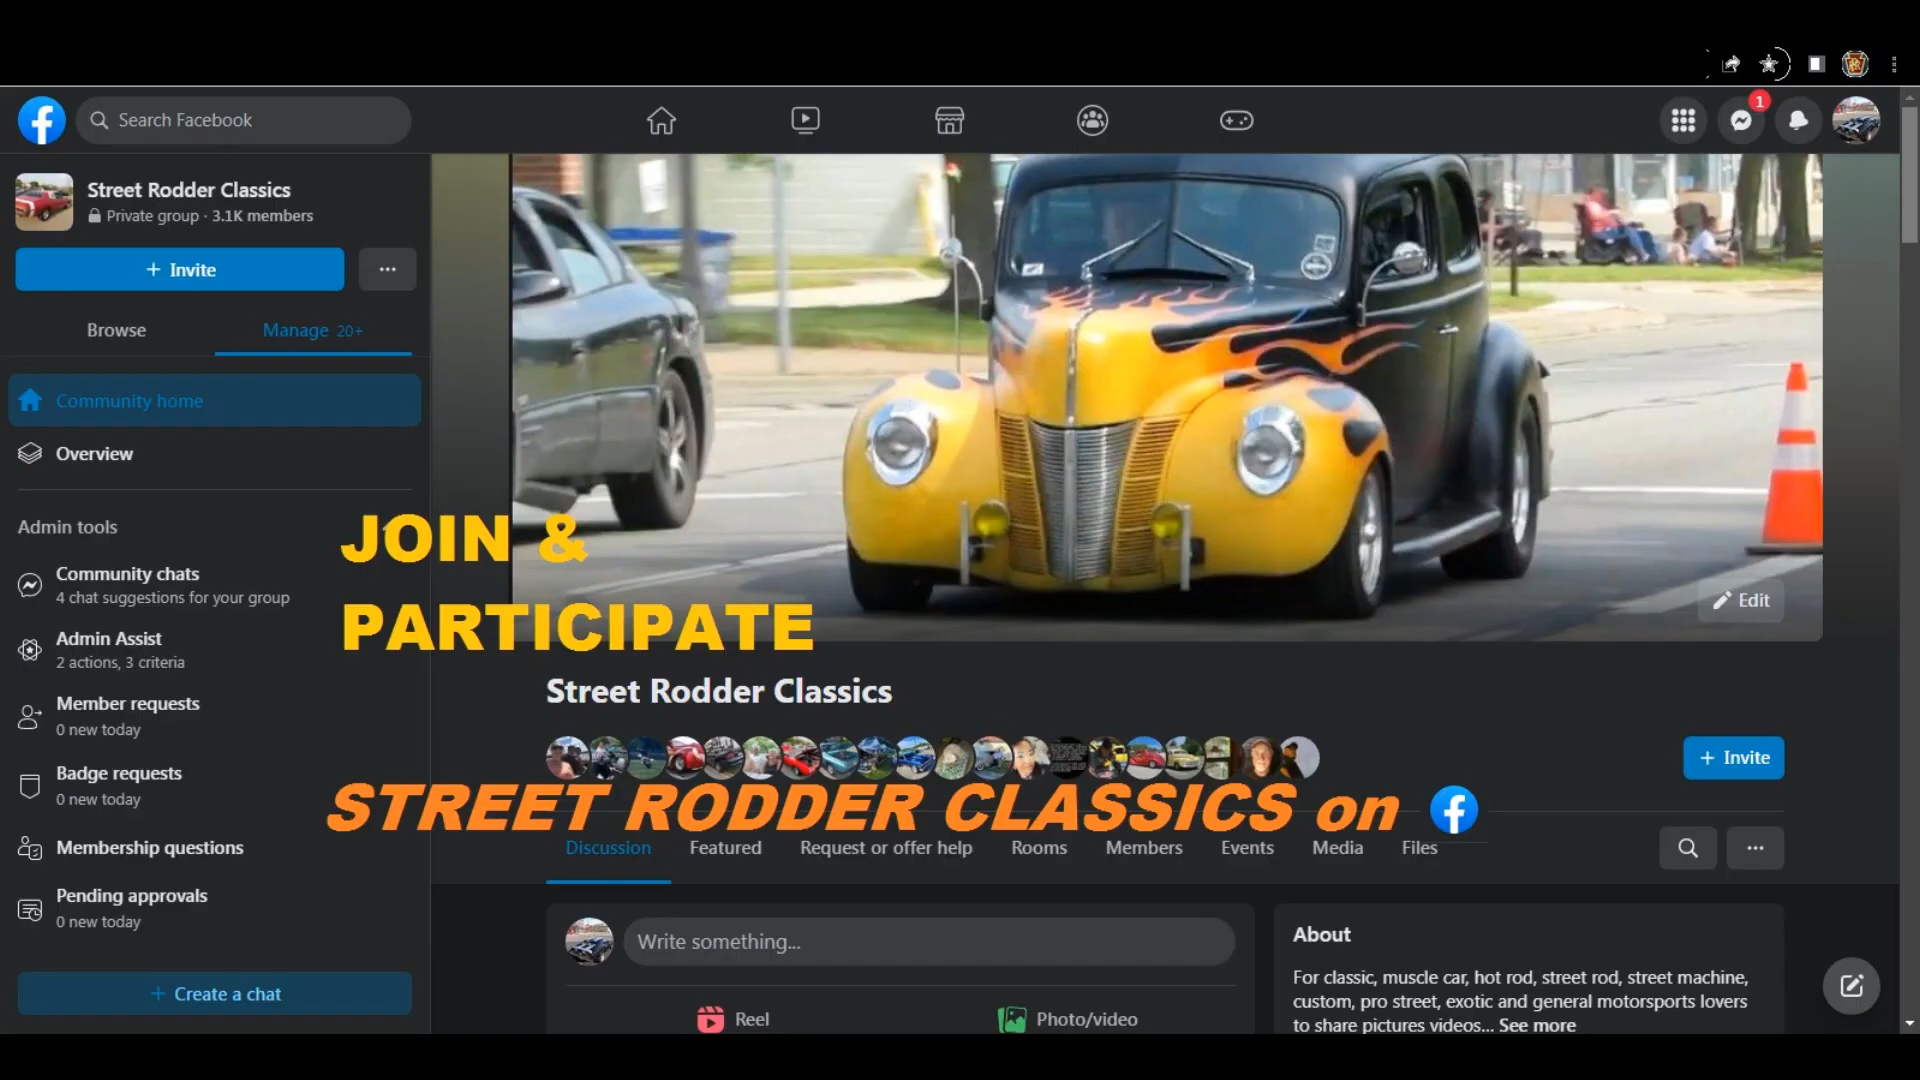 1
Search Facebook
Street Rodder Classics
Private group · 3.1K members
+ Invite
Browse
Manage 20+
Community home
Overview
Admin tools
Community chats
4 chat suggestions for your group
Admin Assist
2 actions, 3 criteria
Member requests
0 new today
Badge requests
0 new today
Membership questions
Pending approvals
0 new today
+ Create a chat
JOIN &
PARTICIPATE
Edit
Street Rodder Classics
+ Invite
STREET RODDER CLASSICS on
Discussion
Featured
Request or offer help
Rooms
Members
Events
Media
Files
Write something...
Reel
Photo/video
About
For classic, muscle car, hot rod, street rod, street machine,
custom, pro street, exotic and general motorsports lovers
to share pictures videos... See more